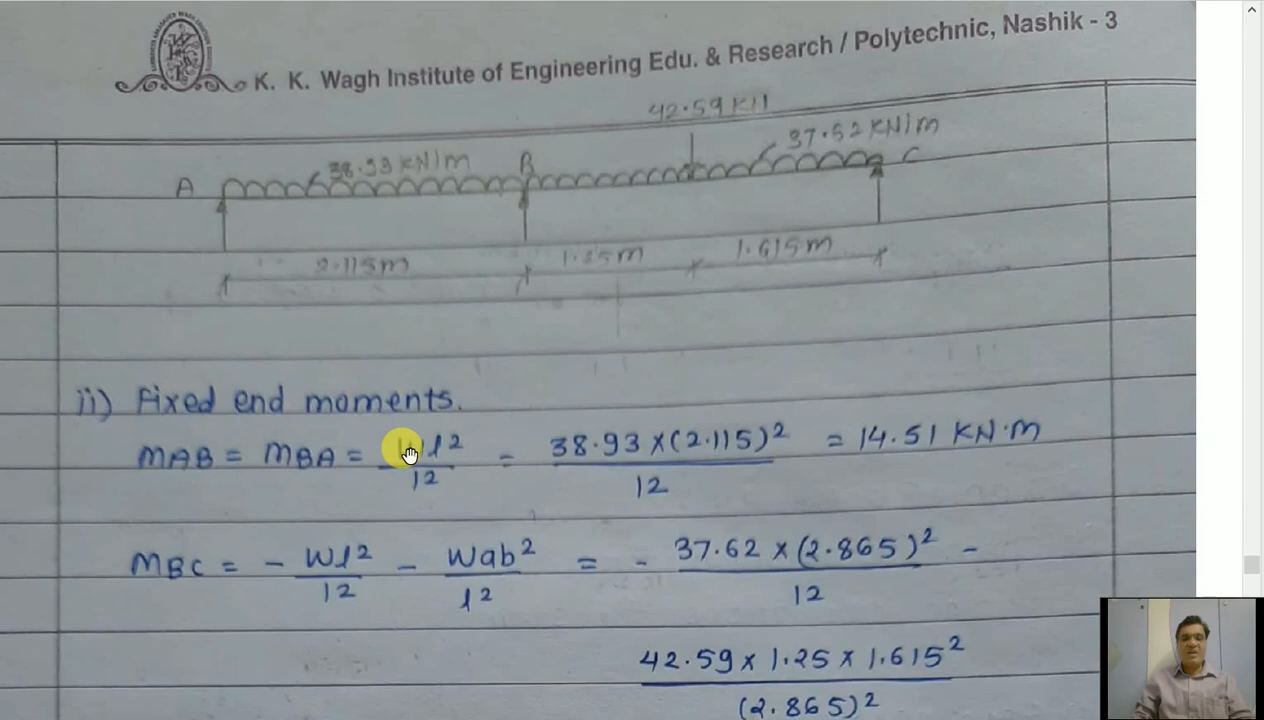 K. K. Wagh Institute of Engineering Edu. & Research / Polytechnic, Nashik - 3
42.59 KN
38.93 KN/m
B
37.52 KN/m
A
C
2.115m
1.25m
1.615m
ii) Fixed end moments.
MAB = MBA = Wl² / 12 = 38.93 × (2.115)² / 12 = 14.51 KN.M
MBC = - Wl² / 12 - Wab² / l² = - 37.62 × (2.865)² / 12 -
42.59 × 1.25 × 1.615² / (2.865)²